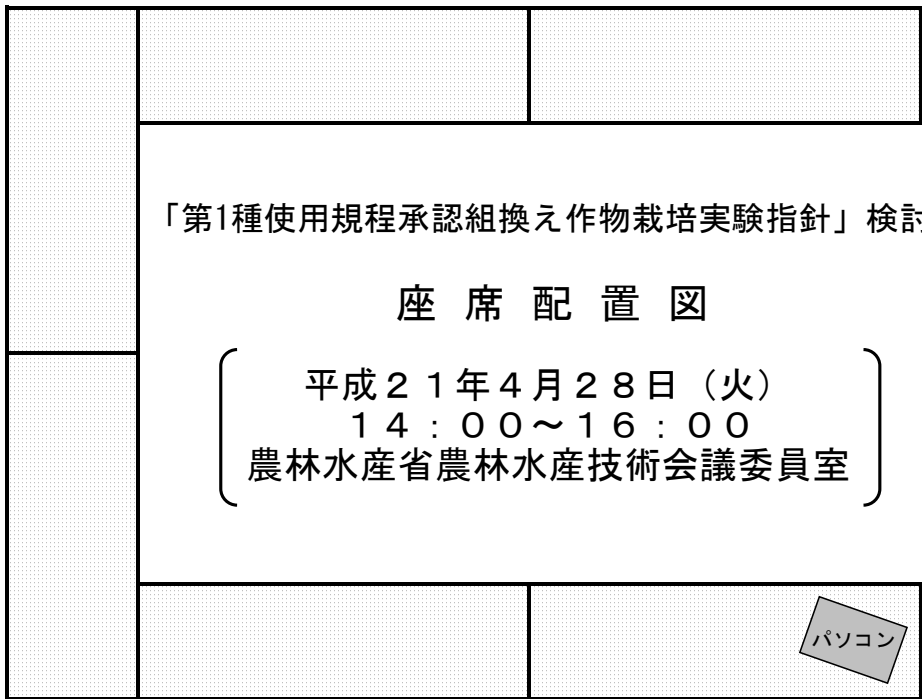 「第1種使用規程承認組換え作物栽培実験指針」検討
座席配置図
平成２１年４月２８日（火）
１４：００～１６：００
農林水産省農林水産技術会議委員室
パソコン